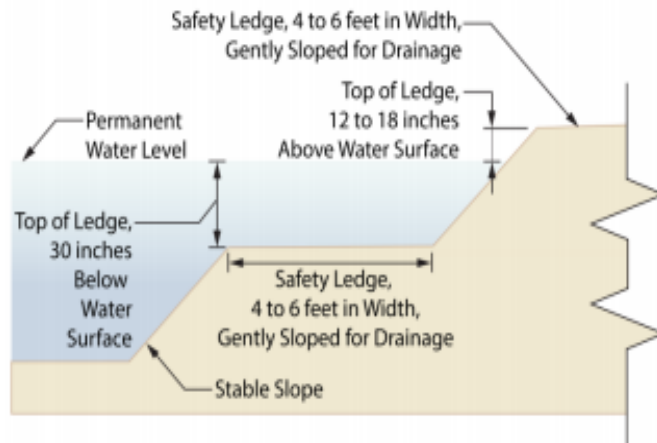 Safety Ledge, 4 to 6 feet in Width,
Gently Sloped for Drainage
Top of Ledge,
12 to 18 inches
Above Water Surface
Permanent
Water Level
Top of Ledge,
30 inches
Below
Water
Surface
Safety Ledge,
4 to 6 feet in Width,
Gently Sloped for Drainage
Stable Slope